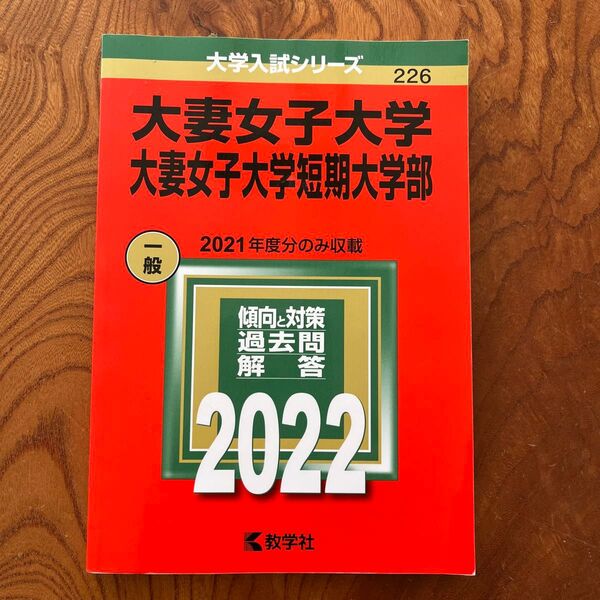 大学入試シリーズ
226
大妻女子大学
大妻女子大学短期大学部
一般
2021年度分のみ収載
傾向と対策
過去問
解答
2022
教学社